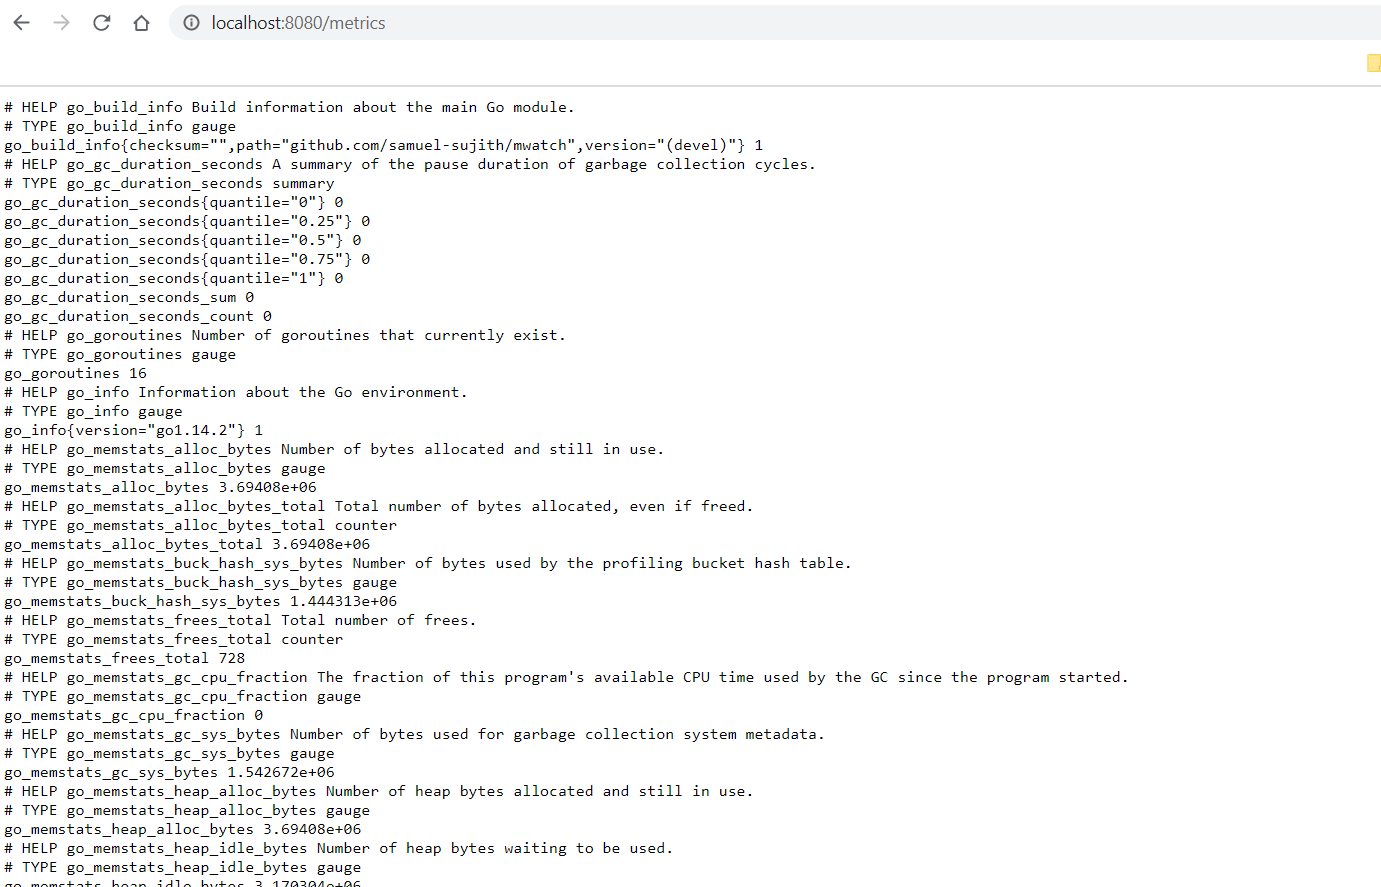 localhost:8080/metrics
# HELP go_build_info Build information about the main Go module.
# TYPE go_build_info gauge
go_build_info{checksum="",path="github.com/samuel-sujith/mwatch",version="(devel)"} 1
# HELP go_gc_duration_seconds A summary of the pause duration of garbage collection cycles.
# TYPE go_gc_duration_seconds summary
go_gc_duration_seconds{quantile="0"} 0
go_gc_duration_seconds{quantile="0.25"} 0
go_gc_duration_seconds{quantile="0.5"} 0
go_gc_duration_seconds{quantile="0.75"} 0
go_gc_duration_seconds{quantile="1"} 0
go_gc_duration_seconds_sum 0
go_gc_duration_seconds_count 0
# HELP go_goroutines Number of goroutines that currently exist.
# TYPE go_goroutines gauge
go_goroutines 16
# HELP go_info Information about the Go environment.
# TYPE go_info gauge
go_info{version="go1.14.2"} 1
# HELP go_memstats_alloc_bytes Number of bytes allocated and still in use.
# TYPE go_memstats_alloc_bytes gauge
go_memstats_alloc_bytes 3.69408e+06
# HELP go_memstats_alloc_bytes_total Total number of bytes allocated, even if freed.
# TYPE go_memstats_alloc_bytes_total counter
go_memstats_alloc_bytes_total 3.69408e+06
# HELP go_memstats_buck_hash_sys_bytes Number of bytes used by the profiling bucket hash table.
# TYPE go_memstats_buck_hash_sys_bytes gauge
go_memstats_buck_hash_sys_bytes 1.444313e+06
# HELP go_memstats_frees_total Total number of frees.
# TYPE go_memstats_frees_total counter
go_memstats_frees_total 728
# HELP go_memstats_gc_cpu_fraction The fraction of this program's available CPU time used by the GC since the program started.
# TYPE go_memstats_gc_cpu_fraction gauge
go_memstats_gc_cpu_fraction 0
# HELP go_memstats_gc_sys_bytes Number of bytes used for garbage collection system metadata.
# TYPE go_memstats_gc_sys_bytes gauge
go_memstats_gc_sys_bytes 1.542672e+06
# HELP go_memstats_heap_alloc_bytes Number of heap bytes allocated and still in use.
# TYPE go_memstats_heap_alloc_bytes gauge
go_memstats_heap_alloc_bytes 3.69408e+06
# HELP go_memstats_heap_idle_bytes Number of heap bytes waiting to be used.
# TYPE go_memstats_heap_idle_bytes gauge
go_memstats_heap_idle_bytes 3.170304e+06